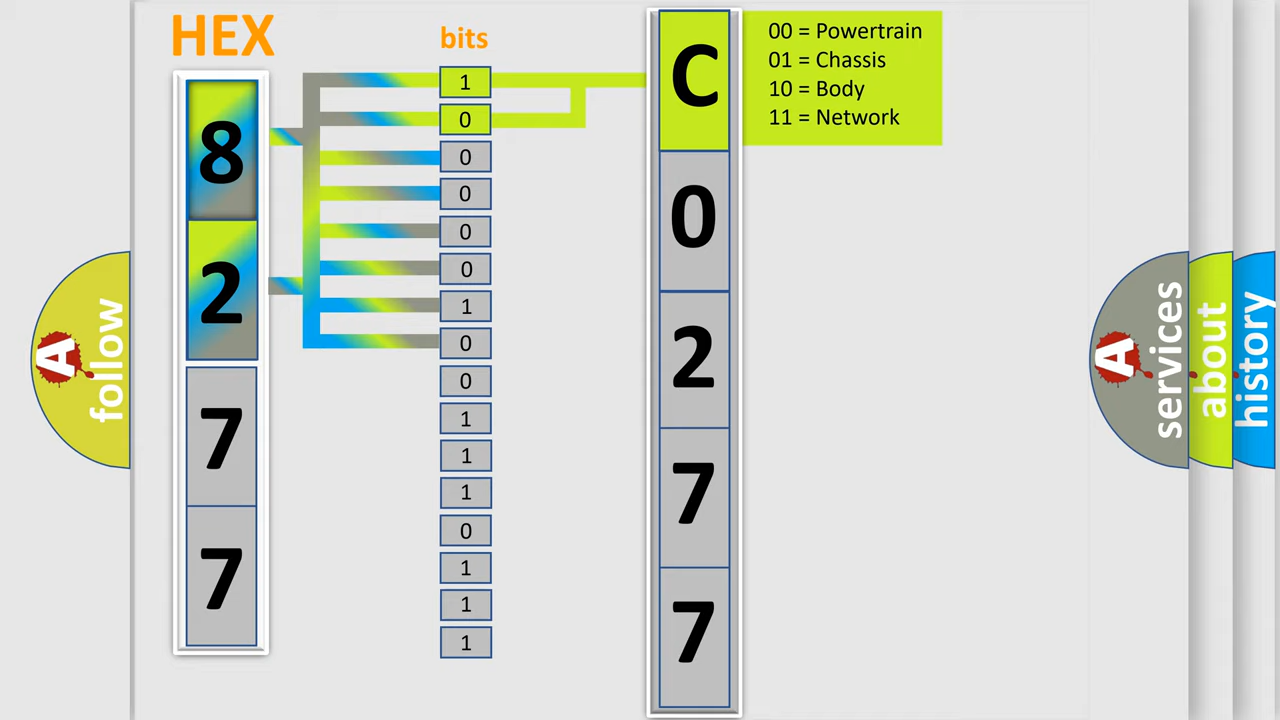 HEX
bits
8
2
7
7
1
0
0
0
0
0
1
0
0
1
1
1
0
1
1
1
C
0
2
7
7
00 = Powertrain
01 = Chassis
10 = Body
11 = Network
A
follow
A
services
about
history